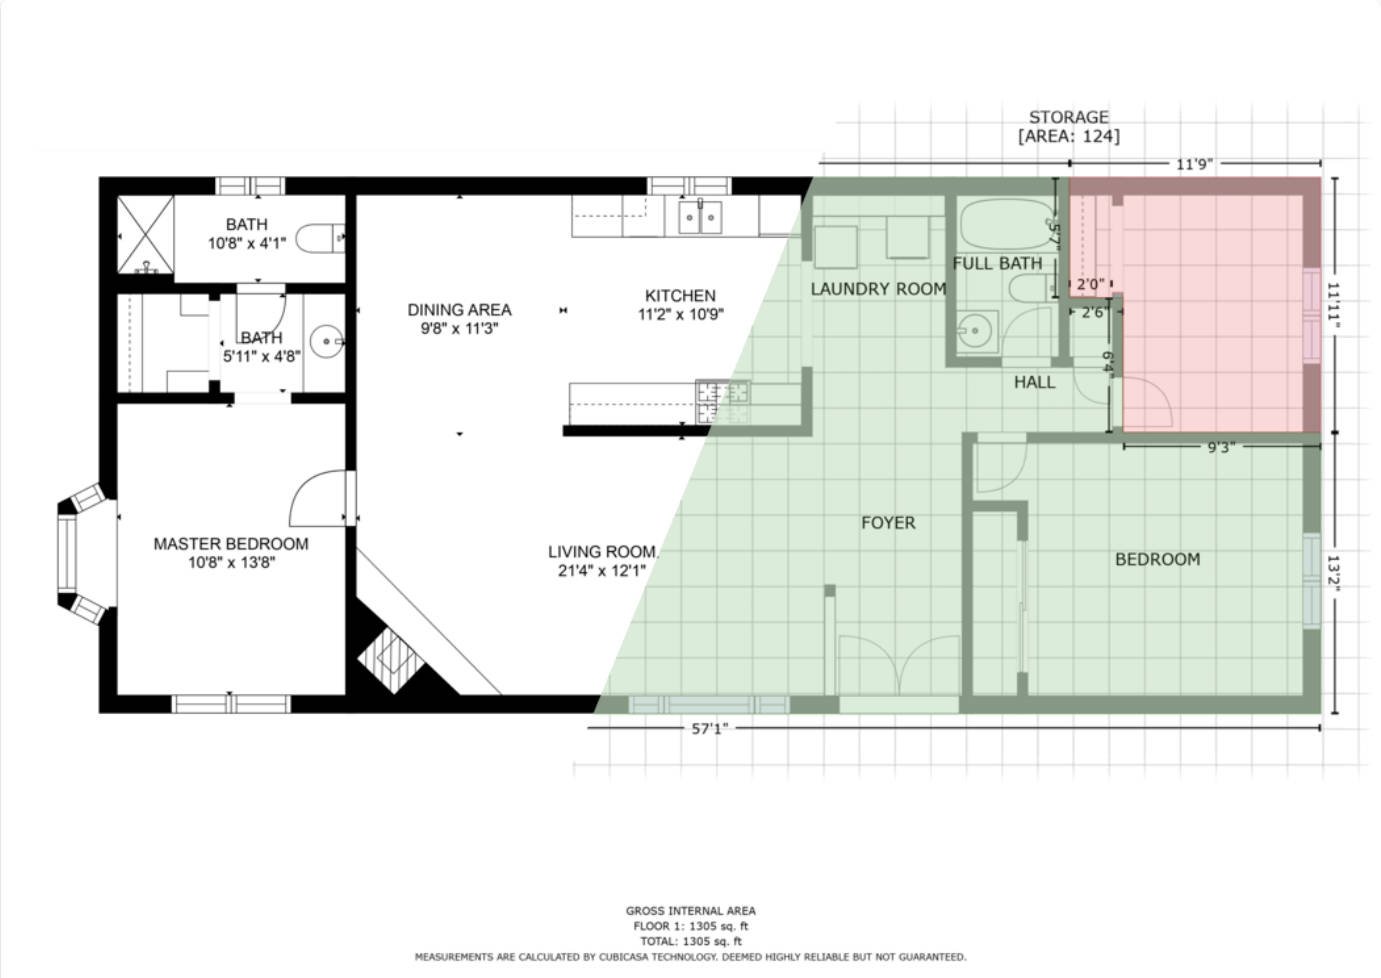 STORAGE
[AREA: 124]
11'9"
BATH
10'8" x 4'1"
5'7"
FULL BATH
2'0"
LAUNDRY ROOM
KITCHEN
11'2" x 10'9"
DINING AREA
9'8" x 11'3"
2'6"
11'11"
BATH
5'11" x 4'8"
6'4"
HALL
9'3"
FOYER
MASTER BEDROOM
10'8" x 13'8"
LIVING ROOM
21'4" x 12'1"
BEDROOM
13'2"
57'1"
GROSS INTERNAL AREA
FLOOR 1: 1305 sq. ft
TOTAL: 1305 sq. ft
MEASUREMENTS ARE CALCULATED BY CUBICASA TECHNOLOGY. DEEMED HIGHLY RELIABLE BUT NOT GUARANTEED.